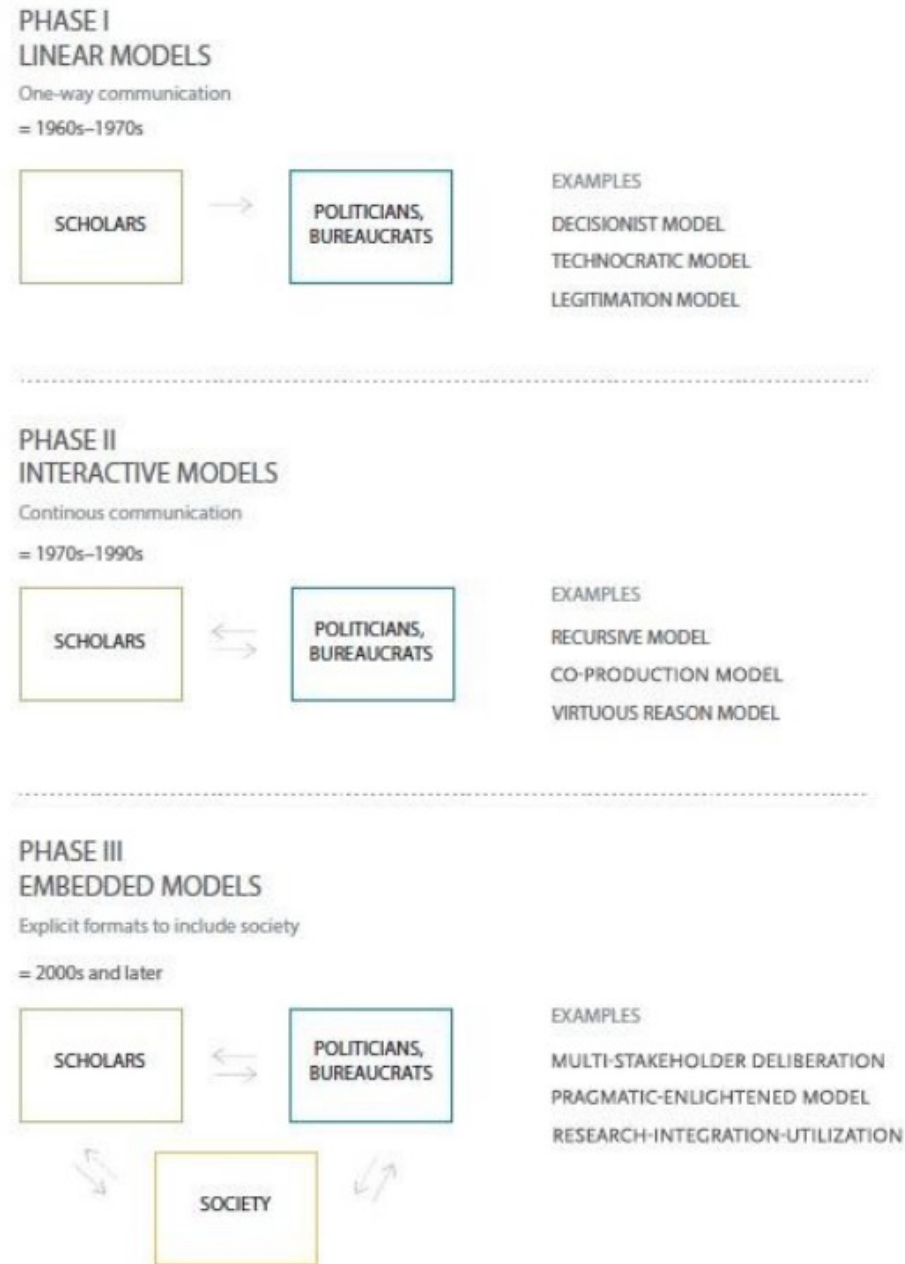 PHASE I
LINEAR MODELS
One-way communication
= 1960s–1970s
SCHOLARS
POLITICIANS,
BUREAUCRATS
EXAMPLES
DECISIONIST MODEL
TECHNOCRATIC MODEL
LEGITIMATION MODEL
PHASE II
INTERACTIVE MODELS
Continous communication
= 1970s–1990s
SCHOLARS
POLITICIANS,
BUREAUCRATS
EXAMPLES
RECURSIVE MODEL
CO-PRODUCTION MODEL
VIRTUOUS REASON MODEL
PHASE III
EMBEDDED MODELS
Explicit formats to include society
= 2000s and later
SCHOLARS
POLITICIANS,
BUREAUCRATS
SOCIETY
EXAMPLES
MULTI-STAKEHOLDER DELIBERATION
PRAGMATIC-ENLIGHTENED MODEL
RESEARCH-INTEGRATION-UTILIZATION